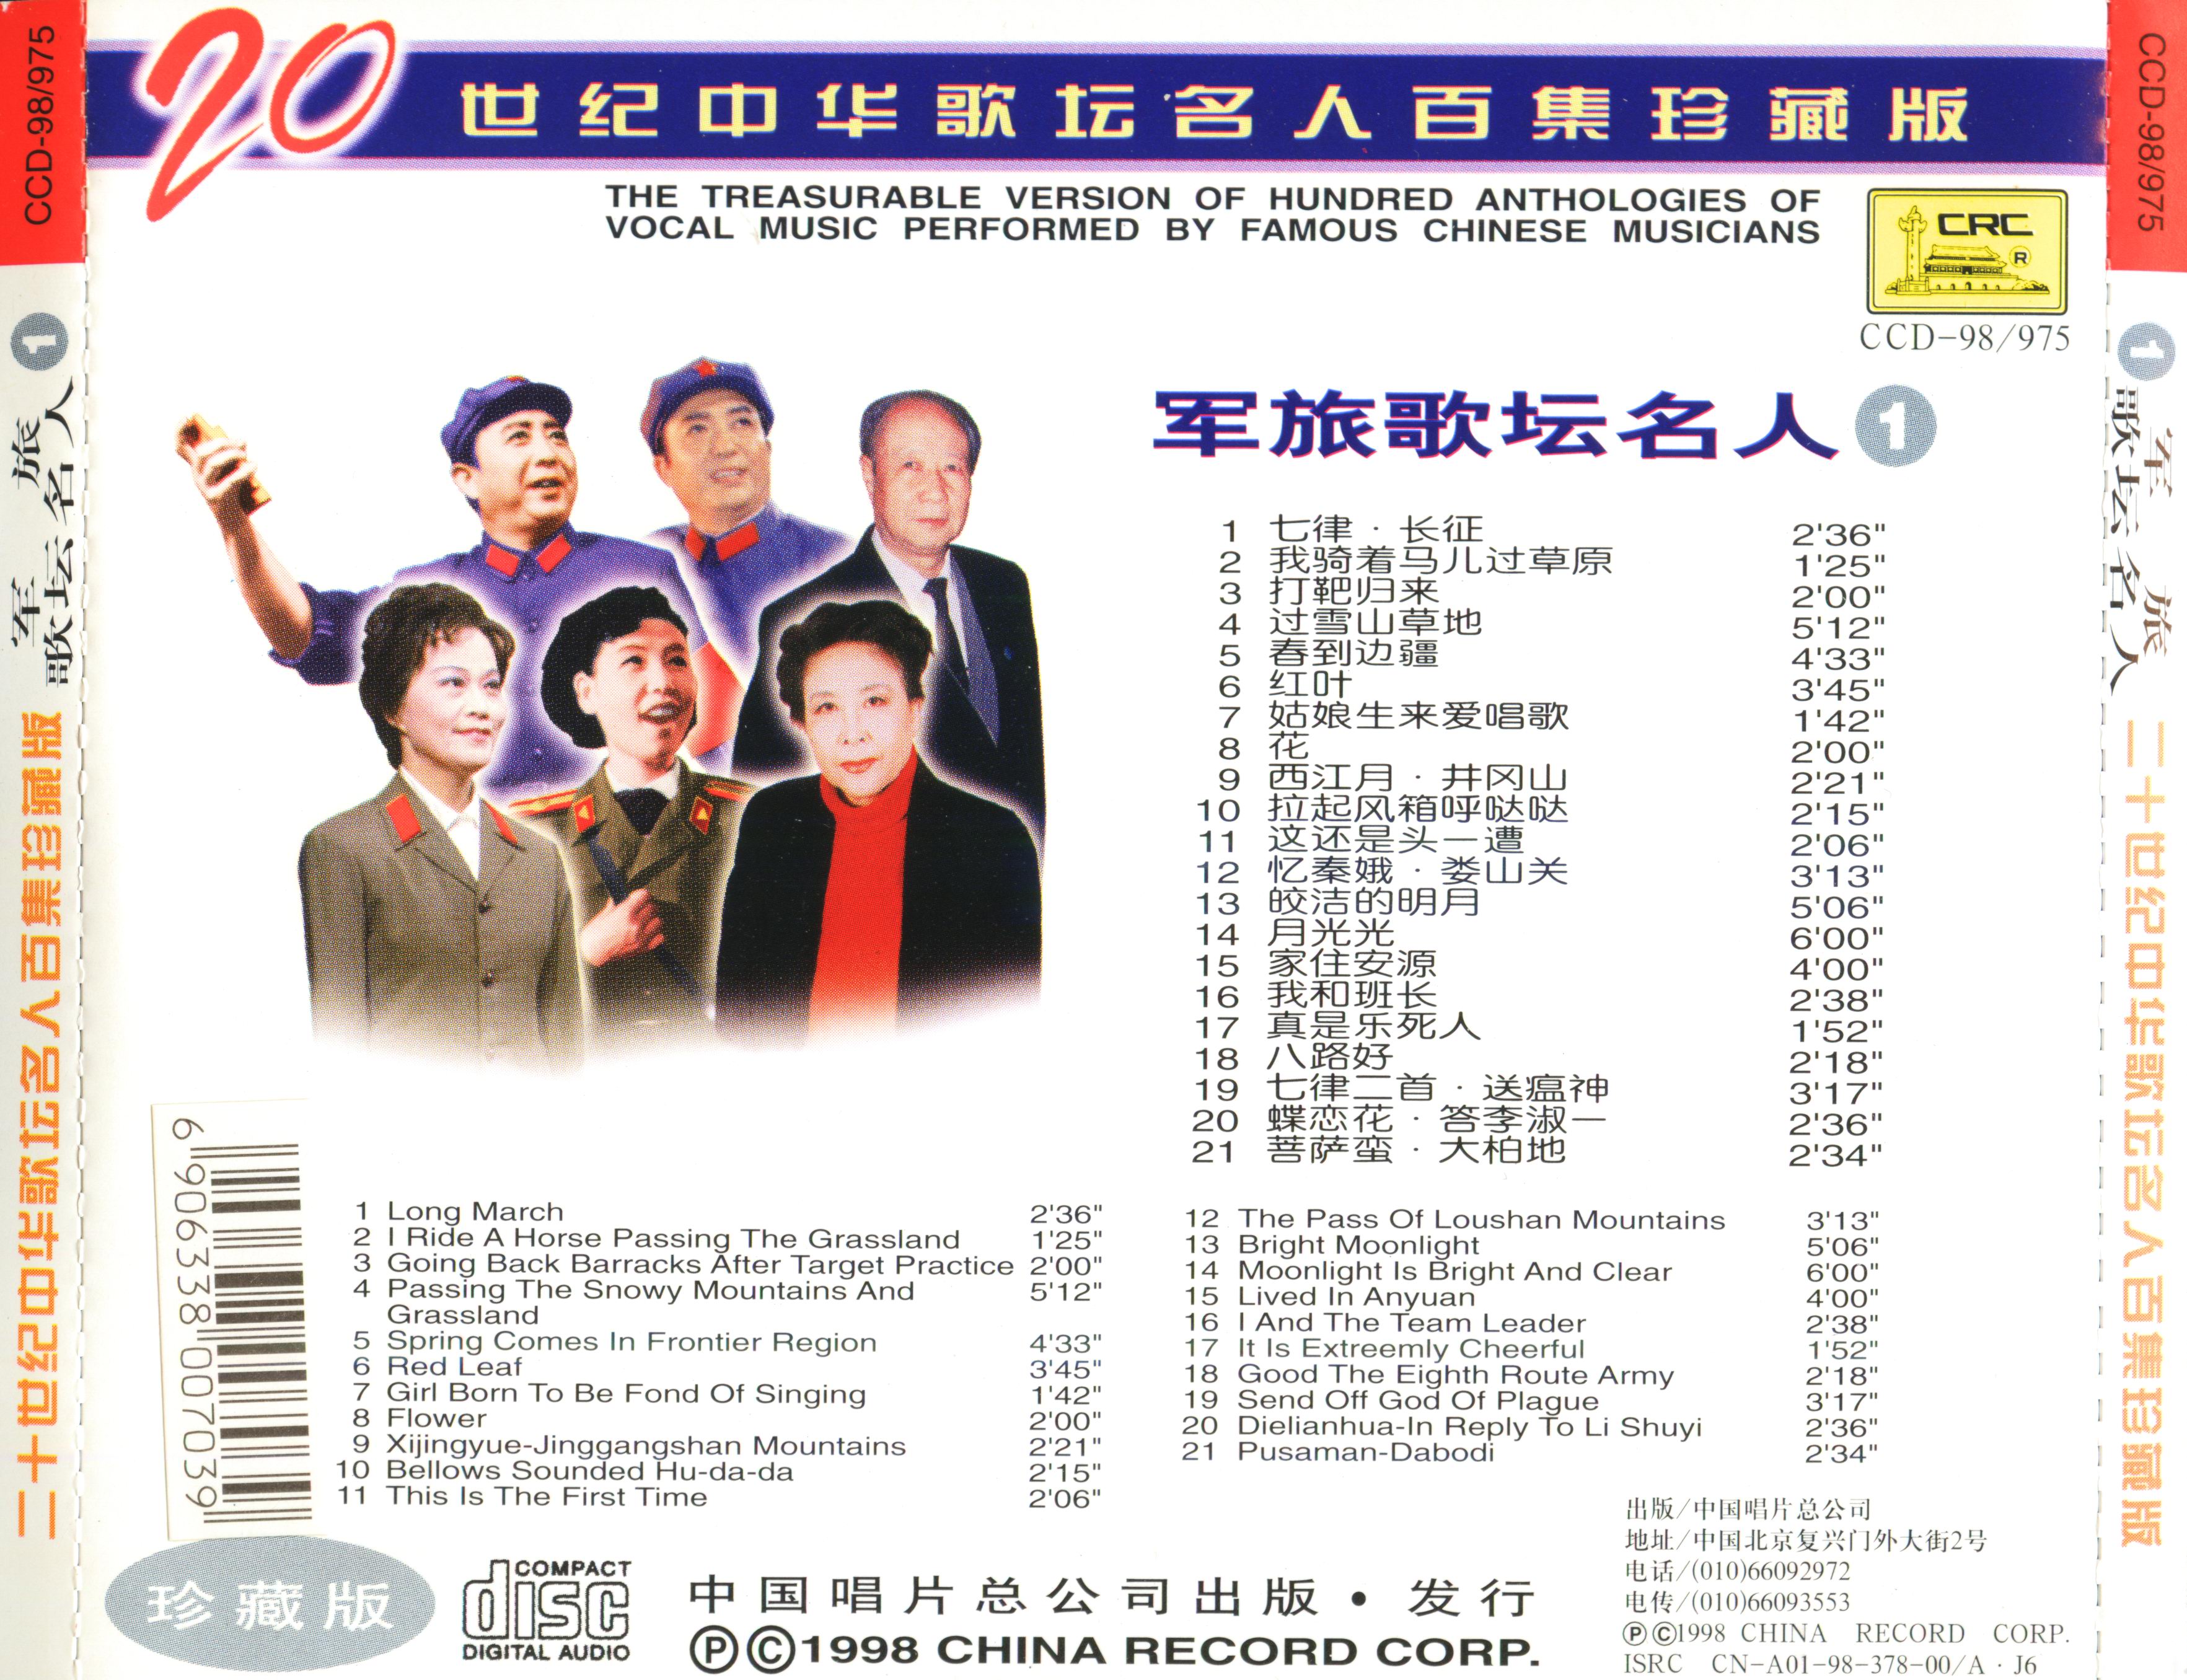 CCD-98/975
1
军旅
歌坛名人
二十世纪中华歌坛名人百集珍藏版
20世纪中华歌坛名人百集珍藏版
THE TREASURABLE VERSION OF HUNDRED ANTHOLOGIES OF
VOCAL MUSIC PERFORMED BY FAMOUS CHINESE MUSICIANS
CRC
R
CCD-98/975
军旅歌坛名人 1
1 七律·长征 2'36"
2 我骑着马儿过草原 1'25"
3 打靶归来 2'00"
4 过雪山草地 5'12"
5 春到边疆 4'33"
6 红叶 3'45"
7 姑娘生来爱唱歌 1'42"
8 花 2'00"
9 西江月·井冈山 2'21"
10 拉起风箱呼哒哒 2'15"
11 这还是头一遭 2'06"
12 忆秦娥·娄山关 3'13"
13 皎洁的明月 5'06"
14 月光光 6'00"
15 家住安源 4'00"
16 我和班长 2'38"
17 真是乐死人 1'52"
18 八路好 2'18"
19 七律二首·送瘟神 3'17"
20 蝶恋花·答李淑一 2'36"
21 菩萨蛮·大柏地 2'34"
1 Long March 2'36"
2 I Ride A Horse Passing The Grassland 1'25"
3 Going Back Barracks After Target Practice 2'00"
4 Passing The Snowy Mountains And 5'12"
Grassland
5 Spring Comes In Frontier Region 4'33"
6 Red Leaf 3'45"
7 Girl Born To Be Fond Of Singing 1'42"
8 Flower 2'00"
9 Xijingyue-Jinggangshan Mountains 2'21"
10 Bellows Sounded Hu-da-da 2'15"
11 This Is The First Time 2'06"
12 The Pass Of Loushan Mountains 3'13"
13 Bright Moonlight 5'06"
14 Moonlight Is Bright And Clear 6'00"
15 Lived In Anyuan 4'00"
16 I And The Team Leader 2'38"
17 It Is Extreemly Cheerful 1'52"
18 Good The Eighth Route Army 2'18"
19 Send Off God Of Plague 3'17"
20 Dielianhua-In Reply To Li Shuyi 2'36"
21 Pusaman-Dabodi 2'34"
6 906338 007039
珍藏版
COMPACT
disc
DIGITAL AUDIO
中国唱片总公司出版·发行
ⓅⒸ1998 CHINA RECORD CORP.
出版/中国唱片总公司
地址/中国北京复兴门外大街2号
电话/(010)66092972
电传/(010)66093553
ⓅⒸ1998 CHINA RECORD CORP.
ISRC CN-A01-98-378-00/A·J6
CCD-98/975
1
军旅
歌坛名人
二十世纪中华歌坛名人百集珍藏版